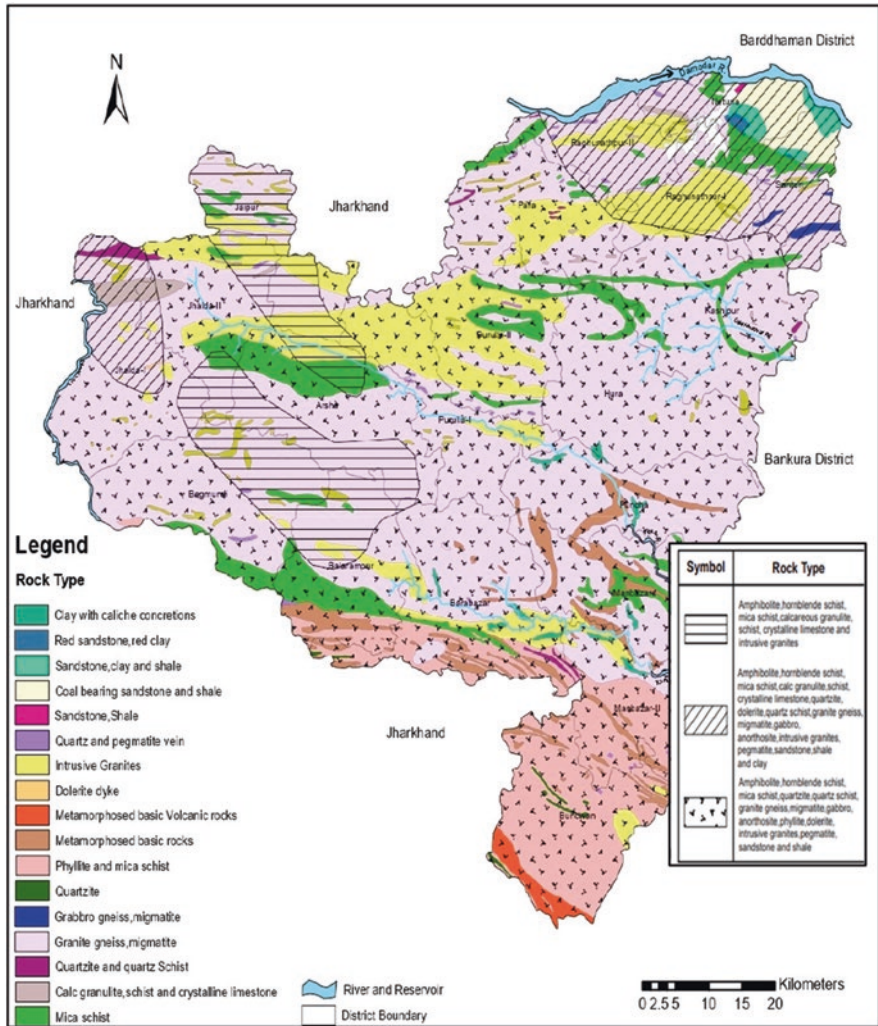 Barddhaman District
N
Damodar R.
Raghunathpur-II
Santuri
Jaipur
Jharkhand
Para
Raghunathpur-I
Jharkhand
Jhalda-II
Kashipur
Jhalda-I
Hura
Arsha
Bankura District
Bagmundi
Puncha
Legend
Balarampur
Rock Type
Barabazar
Manbazar-I
Clay with caliche concretions
Red sandstone,red clay
Sandstone,clay and shale
Coal bearing sandstone and shale
Sandstone,Shale
Quartz and pegmatite vein
Intrusive Granites
Dolerite dyke
Metamorphosed basic Volcanic rocks
Metamorphosed basic rocks
Phyllite and mica schist
Quartzite
Grabbro gneiss,migmatite
Granite gneiss,migmatite
Quartzite and quartz Schist
Calc granulite,schist and crystalline limestone
Mica schist
Jharkhand
Manbazar-II
River and Reservoir
District Boundary
Symbol Rock Type
Amphibolite,hornblende schist,
mica schist,calcareous granulite,
schist, crystalline limestone and
intrusive granites
Amphibolite,hornblende schist,
mica schist,calc granulite,schist,
crystalline limestone,quartzite,
dolerite,quartz schist,granite gneiss,
migmatite,gabbro,
anorthosite,intrusive granites,
pegmatite,sandstone,shale
and clay
Amphibolite,hornblende schist,
mica schist,quartzite,quartz schist,
granite gneiss,migmatite,gabbro,
anorthosite,phyllite,dolerite,
intrusive granites,pegmatite,
sandstone and shale
Kilometers
0 2.5 5 10 15 20